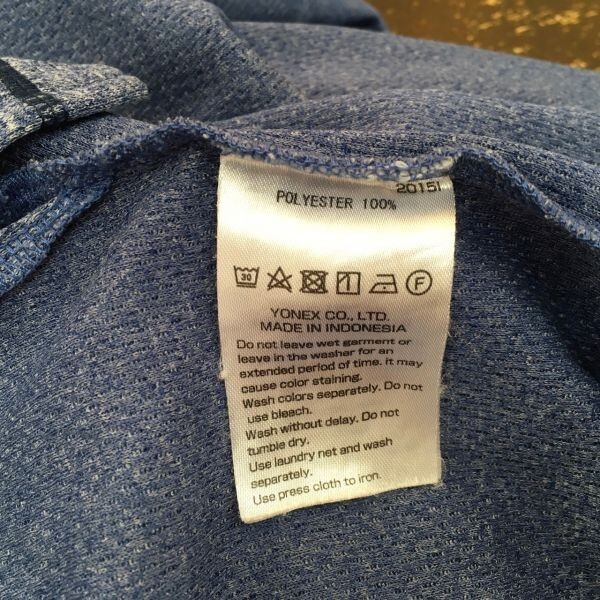 2015I
POLYESTER 100%
30 F
YONEX CO., LTD.
MADE IN INDONESIA
Do not leave wet garment or
leave in the washer for an
extended period of time. it may
cause color staining.
Wash colors separately. Do not
use bleach.
Wash without delay. Do not
tumble dry.
Use laundry net and wash
separately.
Use press cloth to iron.